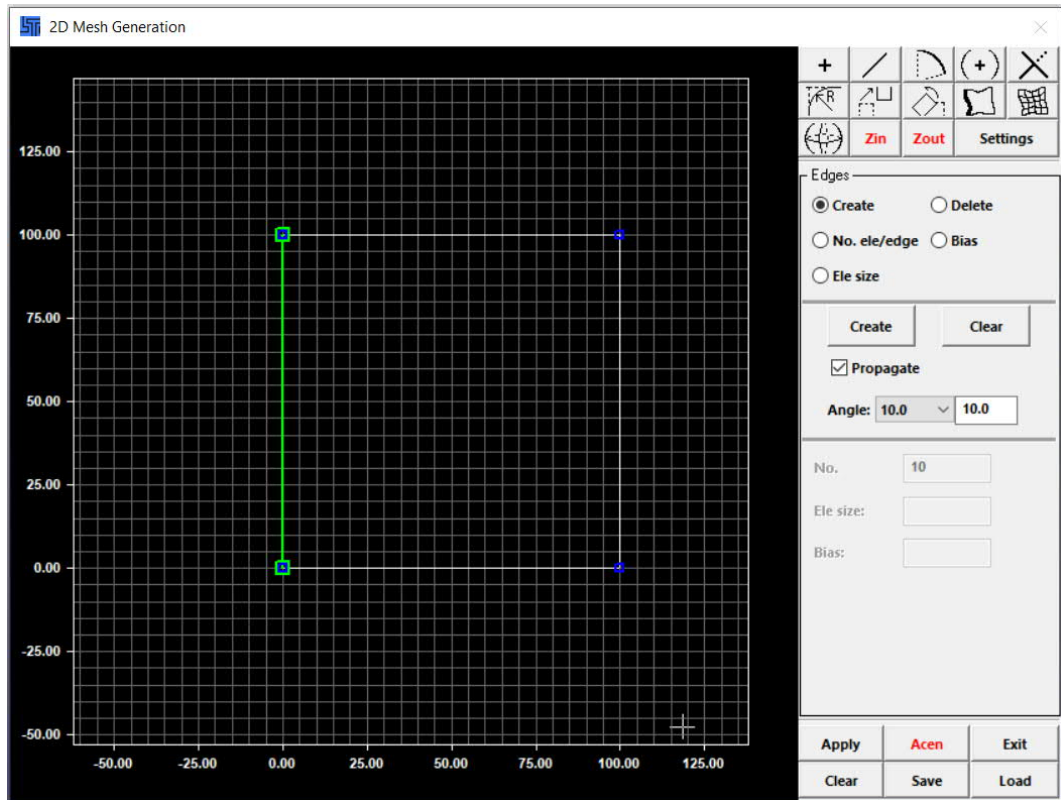 2D Mesh Generation
R
Zin Zout Settings
Edges
Create Delete
No. ele/edge Bias
Ele size
Create Clear
Propagate
Angle: 10.0 10.0
No. 10
Ele size:
Bias:
Apply Acen Exit
Clear Save Load
125.00
100.00
75.00
50.00
25.00
0.00
-25.00
-50.00
-50.00 -25.00 0.00 25.00 50.00 75.00 100.00 125.00